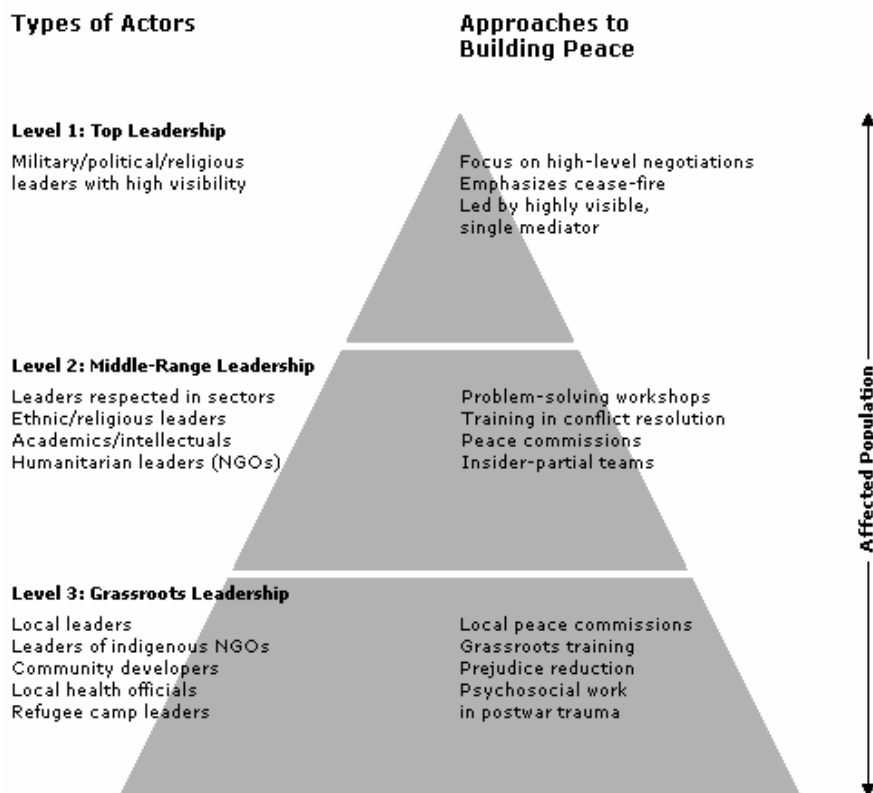 Types of Actors
Approaches to
Building Peace
Level 1: Top Leadership
Military/political/religious
leaders with high visibility
Focus on high-level negotiations
Emphasizes cease-fire
Led by highly visible,
single mediator
Level 2: Middle-Range Leadership
Leaders respected in sectors
Ethnic/religious leaders
Academics/intellectuals
Humanitarian leaders (NGOs)
Problem-solving workshops
Training in conflict resolution
Peace commissions
Insider-partial teams
Level 3: Grassroots Leadership
Local leaders
Leaders of indigenous NGOs
Community developers
Local health officials
Refugee camp leaders
Local peace commissions
Grassroots training
Prejudice reduction
Psychosocial work
in postwar trauma
Affected Population